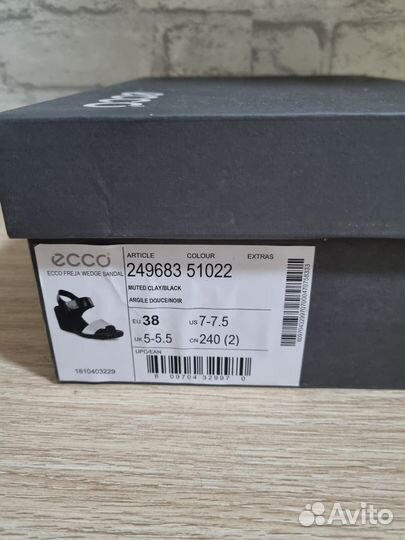 ecco
ecco
ECCO FREJA WEDGE SANDAL
ARTICLE COLOUR EXTRAS
249683 51022
MUTED CLAY/BLACK
ARGILE DOUCE/NOIR
EU 38 US 7-7.5
UK 5-5.5 CN 240 (2)
UPC/EAN
8 09704 32997 0
1810403229
Avito